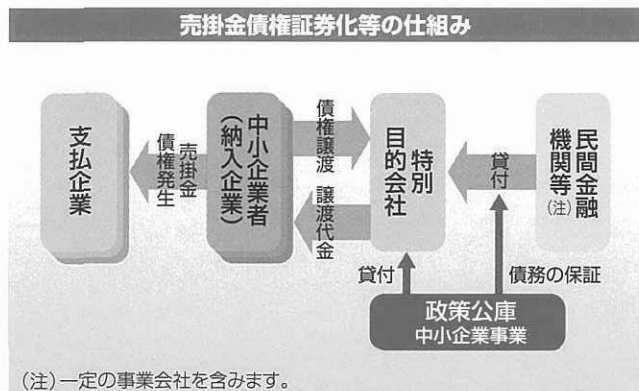 売掛金債権証券化等の仕組み
支払企業
売掛金
債権発生
中小企業者
(納入企業)
債権譲渡
譲渡代金
特別
目的会社
貸付
民間金融
機関等
(注)
貸付
債務の保証
政策公庫
中小企業事業
(注)一定の事業会社を含みます。